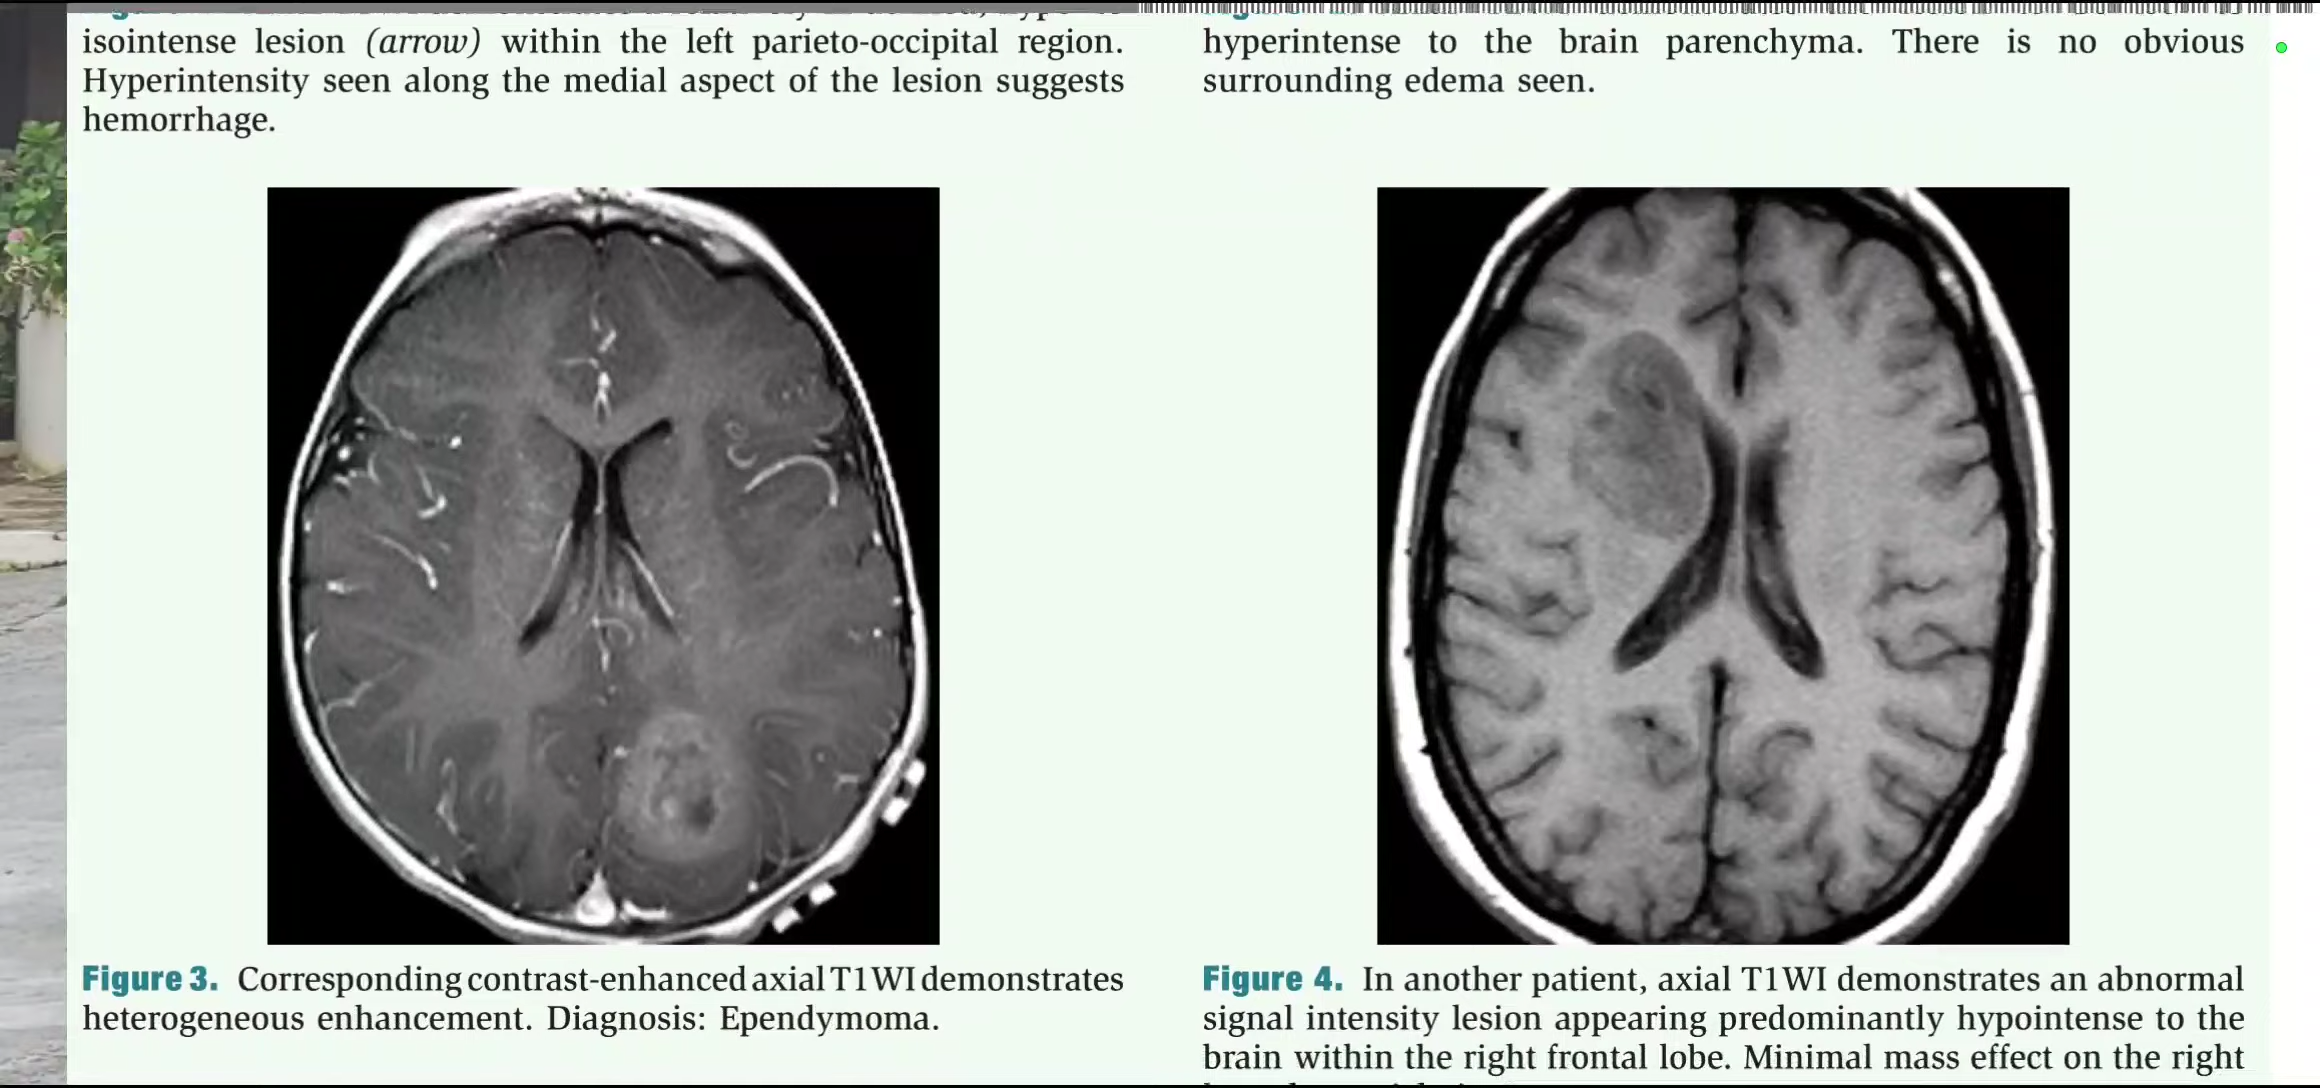 isointense lesion (arrow) within the left parieto-occipital region.
Hyperintensity seen along the medial aspect of the lesion suggests
hemorrhage.
hyperintense to the brain parenchyma. There is no obvious
surrounding edema seen.
Figure 3. Corresponding contrast-enhanced axial T1WI demonstrates
heterogeneous enhancement. Diagnosis: Ependymoma.
Figure 4. In another patient, axial T1WI demonstrates an abnormal
signal intensity lesion appearing predominantly hypointense to the
brain within the right frontal lobe. Minimal mass effect on the right